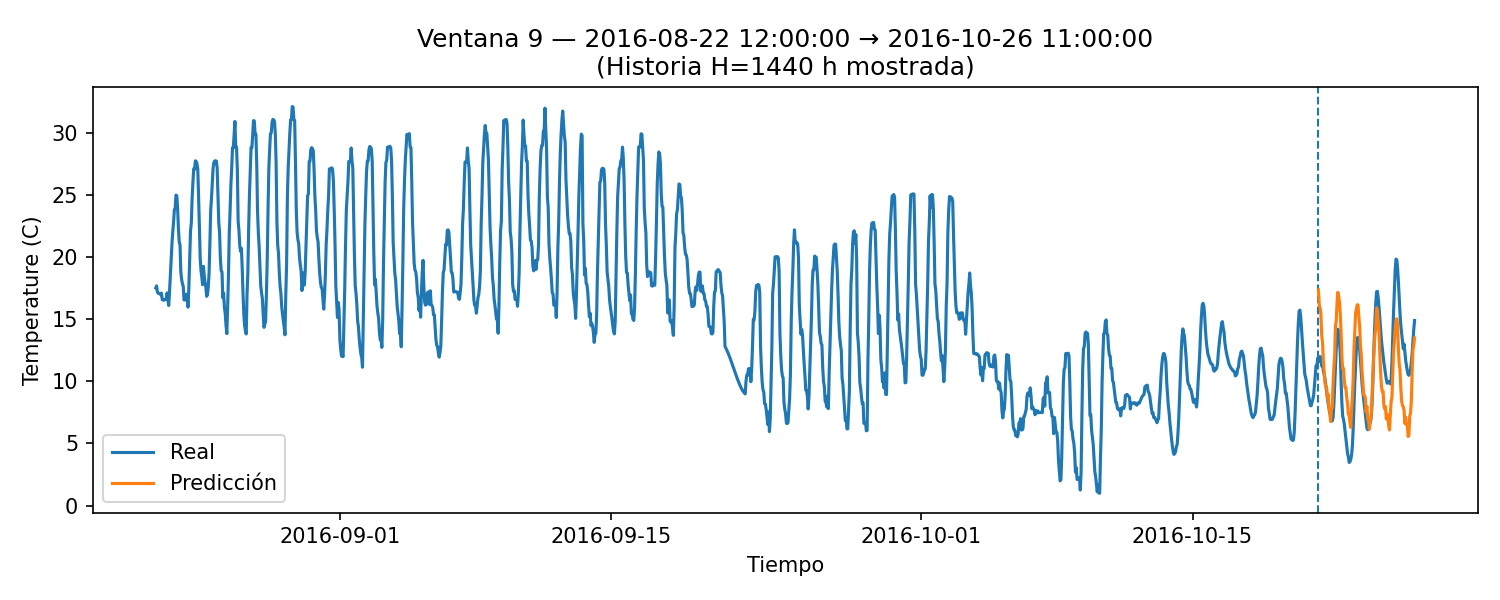 Ventana 9 — 2016-08-22 12:00:00 → 2016-10-26 11:00:00
(Historia H=1440 h mostrada)
Temperature (C)
30
25
20
15
10
5
0
Real
Predicción
2016-09-01
2016-09-15
2016-10-01
2016-10-15
Tiempo